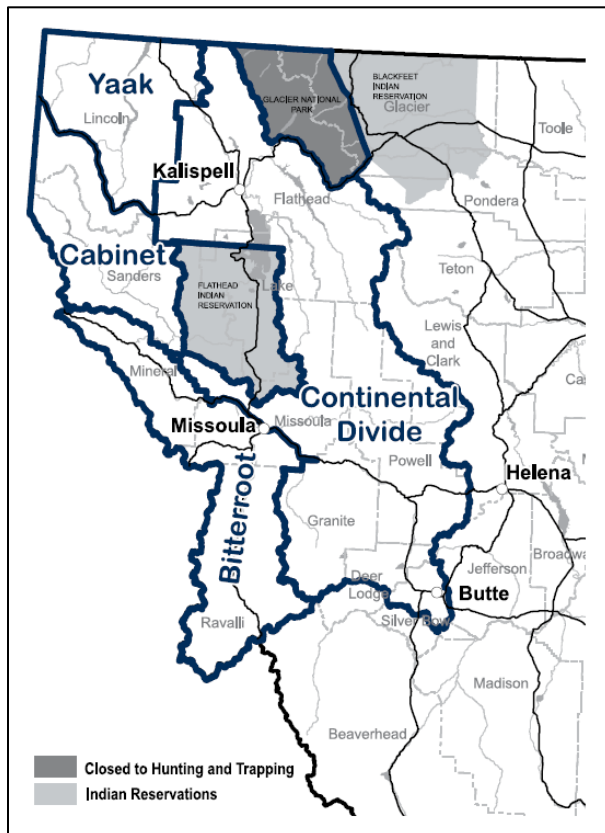 Yaak
Lincoln
GLACIER NATIONAL
PARK
BLACKFEET
INDIAN
RESERVATION
Glacier
Toole
Kalispell
Flathead
Pondera
Cabinet
Sanders
FLATHEAD
INDIAN
RESERVATION
Lake
Teton
Lewis
and
Clark
Mineral
Continental
Divide
Missoula
Missoula
Powell
Helena
Bitterroot
Granite
Jefferson
Broadwa
Deer
Lodge
Butte
Silver Bow
Ravalli
Madison
Beaverhead
Closed to Hunting and Trapping
Indian Reservations